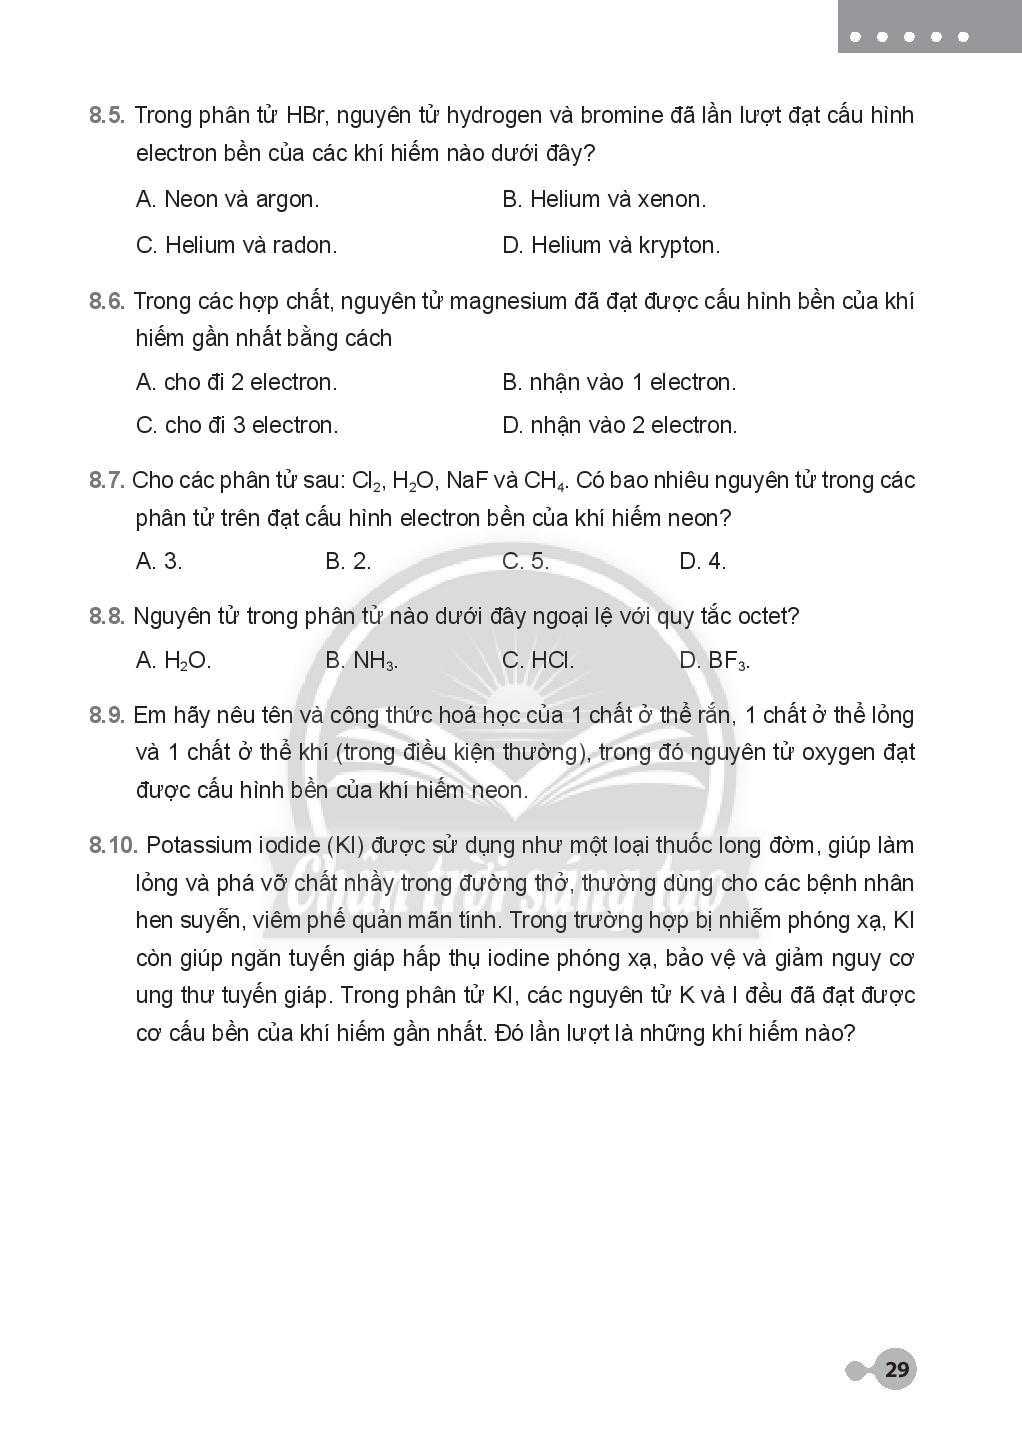 8.5. Trong phân tử HBr, nguyên tử hydrogen và bromine đã lần lượt đạt cấu hình
electron bền của các khí hiếm nào dưới đây?
A. Neon và argon. B. Helium và xenon.
C. Helium và radon. D. Helium và krypton.
8.6. Trong các hợp chất, nguyên tử magnesium đã đạt được cấu hình bền của khí
hiếm gần nhất bằng cách
A. cho đi 2 electron. B. nhận vào 1 electron.
C. cho đi 3 electron. D. nhận vào 2 electron.
8.7. Cho các phân tử sau: Cl₂, H₂O, NaF và CH₄. Có bao nhiêu nguyên tử trong các
phân tử trên đạt cấu hình electron bền của khí hiếm neon?
A. 3. B. 2. C. 5. D. 4.
8.8. Nguyên tử trong phân tử nào dưới đây ngoại lệ với quy tắc octet?
A. H₂O. B. NH₃. C. HCl. D. BF₃.
8.9. Em hãy nêu tên và công thức hoá học của 1 chất ở thể rắn, 1 chất ở thể lỏng
và 1 chất ở thể khí (trong điều kiện thường), trong đó nguyên tử oxygen đạt
được cấu hình bền của khí hiếm neon.
8.10. Potassium iodide (KI) được sử dụng như một loại thuốc long đờm, giúp làm
lỏng và phá vỡ chất nhầy trong đường thở, thường dùng cho các bệnh nhân
hen suyễn, viêm phế quản mãn tính. Trong trường hợp bị nhiễm phóng xạ, KI
còn giúp ngăn tuyến giáp hấp thụ iodine phóng xạ, bảo vệ và giảm nguy cơ
ung thư tuyến giáp. Trong phân tử KI, các nguyên tử K và I đều đã đạt được
cơ cấu bền của khí hiếm gần nhất. Đó lần lượt là những khí hiếm nào?
Chân trời sáng tạo
29